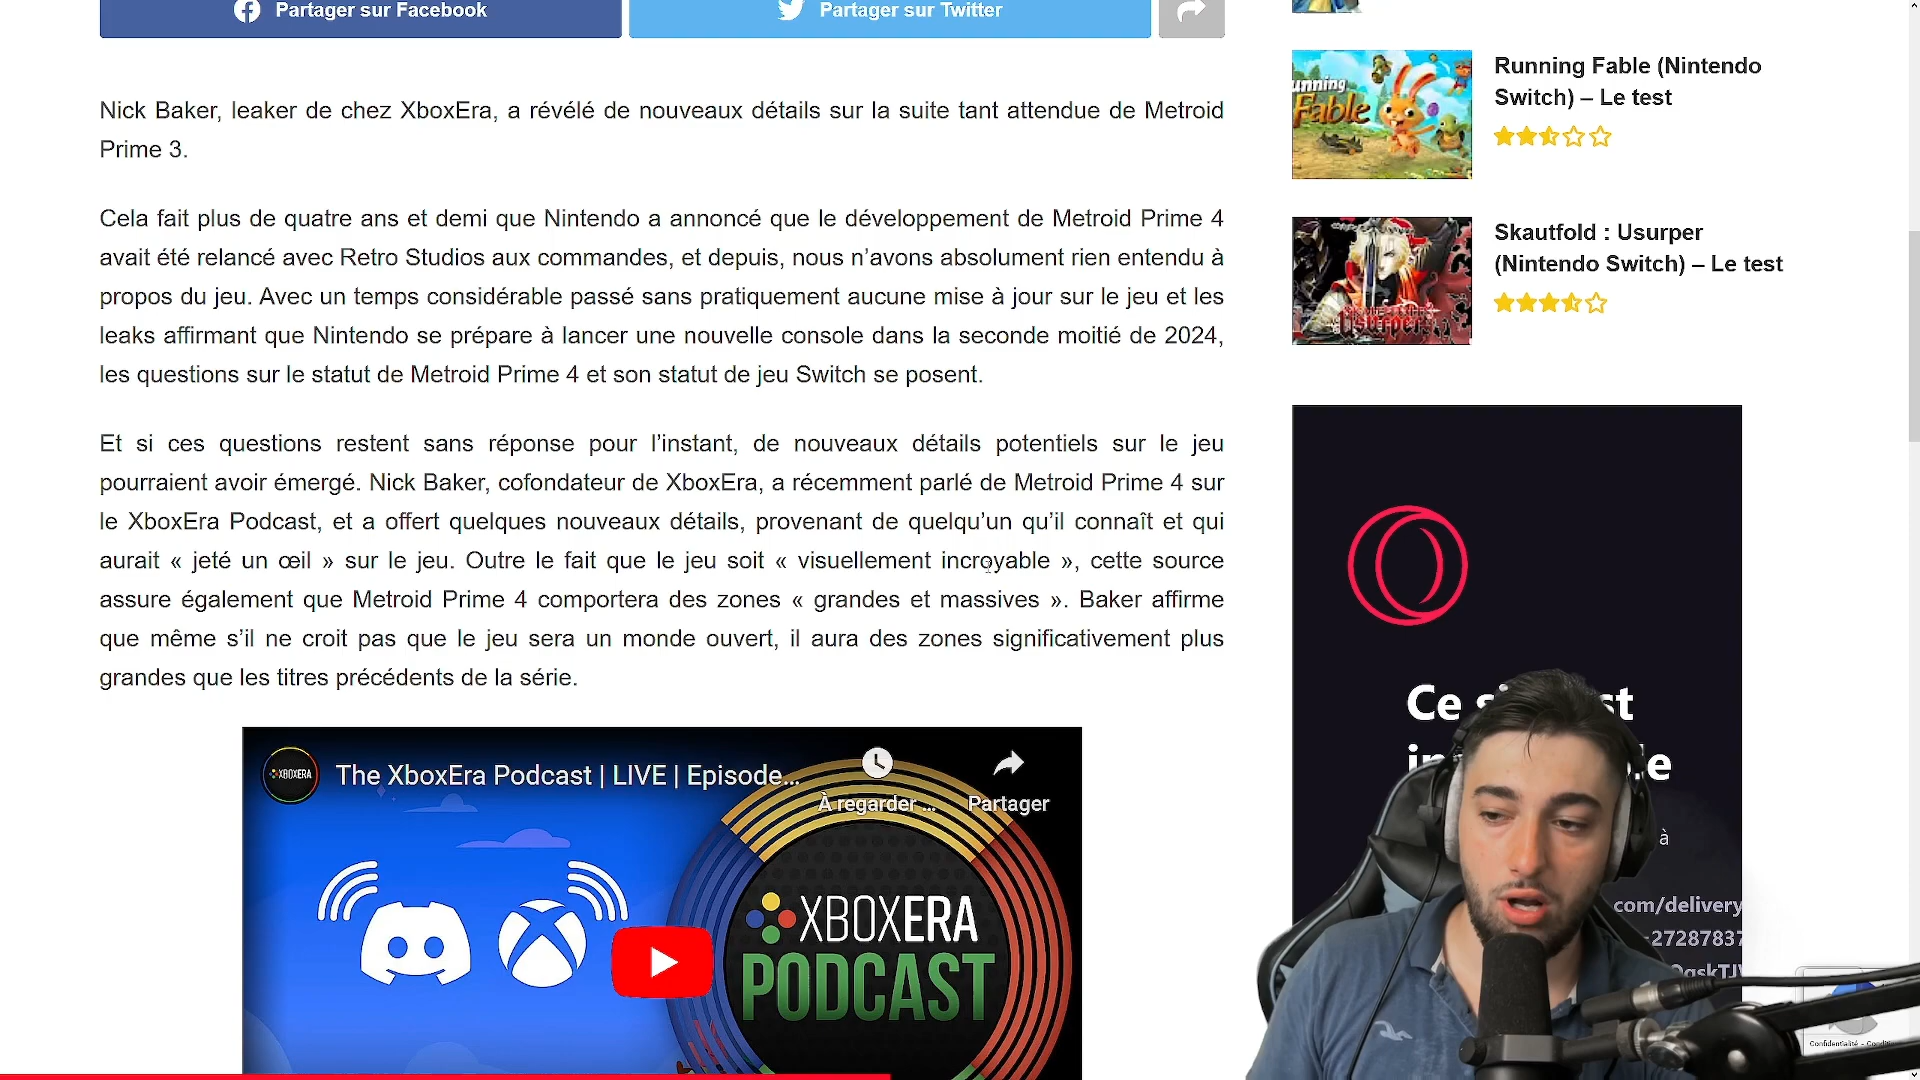 Partager sur Facebook
Partager sur Twitter
Nick Baker, leaker de chez XboxEra, a révélé de nouveaux détails sur la suite tant attendue de Metroid
Prime 3.
Cela fait plus de quatre ans et demi que Nintendo a annoncé que le développement de Metroid Prime 4
avait été relancé avec Retro Studios aux commandes, et depuis, nous n’avons absolument rien entendu à
propos du jeu. Avec un temps considérable passé sans pratiquement aucune mise à jour sur le jeu et les
leaks affirmant que Nintendo se prépare à lancer une nouvelle console dans la seconde moitié de 2024,
les questions sur le statut de Metroid Prime 4 et son statut de jeu Switch se posent.
Et si ces questions restent sans réponse pour l’instant, de nouveaux détails potentiels sur le jeu
pourraient avoir émergé. Nick Baker, cofondateur de XboxEra, a récemment parlé de Metroid Prime 4 sur
le XboxEra Podcast, et a offert quelques nouveaux détails, provenant de quelqu’un qu’il connaît et qui
aurait « jeté un œil » sur le jeu. Outre le fait que le jeu soit « visuellement incroyable », cette source
assure également que Metroid Prime 4 comportera des zones « grandes et massives ». Baker affirme
que même s’il ne croit pas que le jeu sera un monde ouvert, il aura des zones significativement plus
grandes que les titres précédents de la série.
XBOXERA
The XboxEra Podcast | LIVE | Episode...
À regarder ...
Partager
XBOXERA
PODCAST
Running Fable (Nintendo
Switch) – Le test
Fable
Skautfold : Usurper
(Nintendo Switch) – Le test
Usurper
Ce
à
com/delivery
Confidentialité -